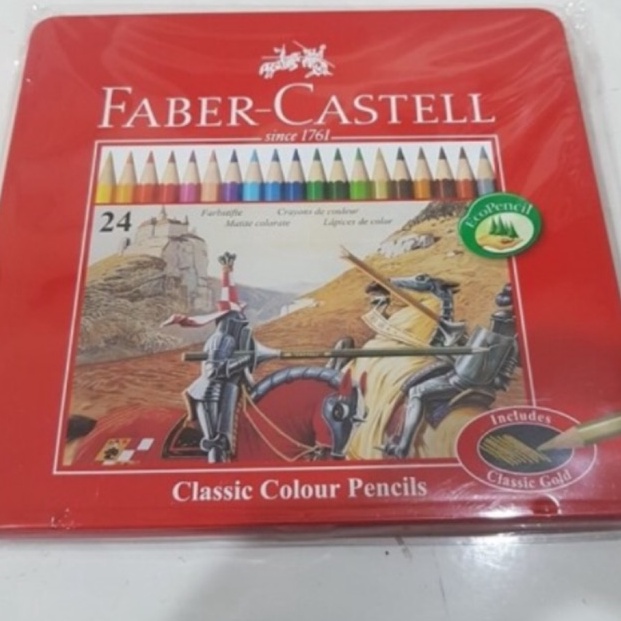 FABER-CASTELL
since 1761
24
Farbstifte Crayons de couleur
Matite colorate Lápices de color
EcoPencil
Includes
Classic Gold
Classic Colour Pencils